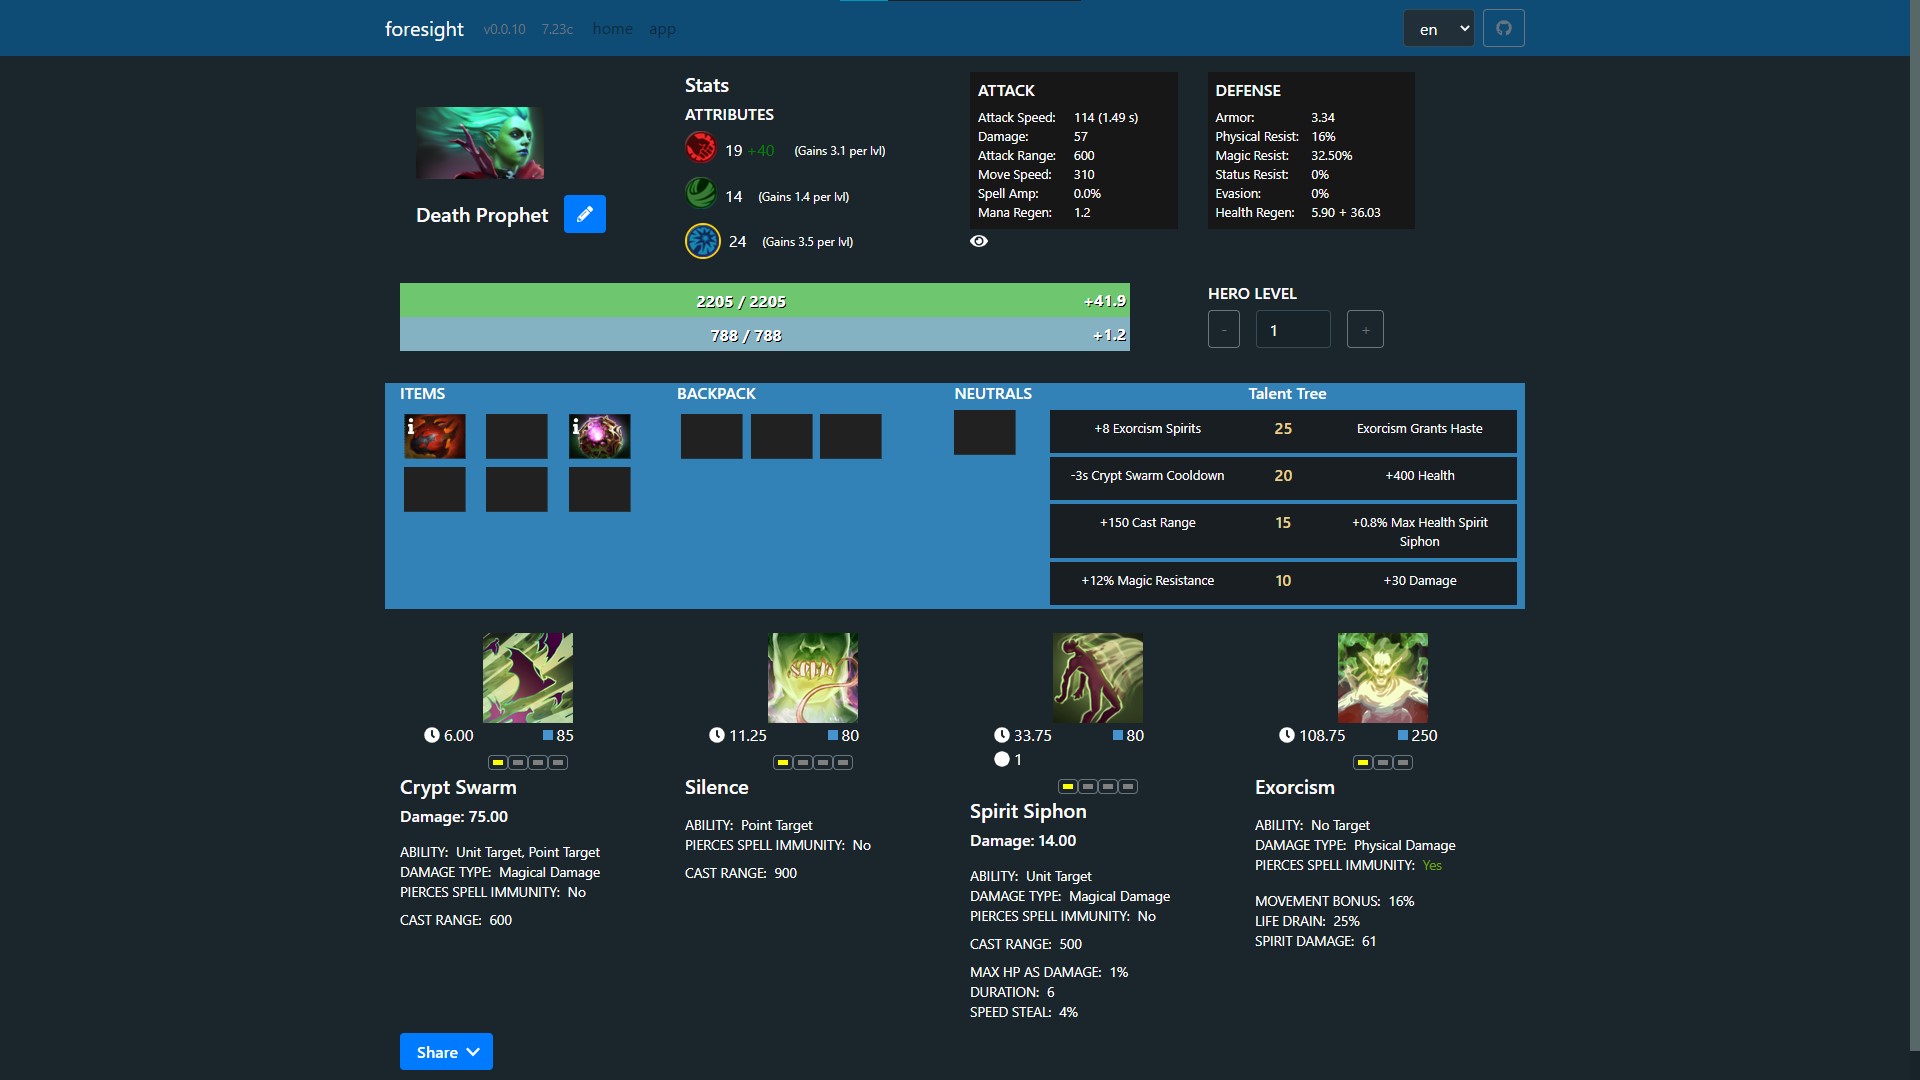 foresight v0.0.10 7.23c home app en
Stats
ATTRIBUTES
19 +40 (Gains 3.1 per lvl)
14 (Gains 1.4 per lvl)
24 (Gains 3.5 per lvl)
Death Prophet
ATTACK
Attack Speed: 114 (1.49 s)
Damage: 57
Attack Range: 600
Move Speed: 310
Spell Amp: 0.0%
Mana Regen: 1.2
DEFENSE
Armor: 3.34
Physical Resist: 16%
Magic Resist: 32.50%
Status Resist: 0%
Evasion: 0%
Health Regen: 5.90 + 36.03
2205 / 2205 +41.9
788 / 788 +1.2
HERO LEVEL
- 1 +
ITEMS
BACKPACK
NEUTRALS
Talent Tree
+8 Exorcism Spirits 25 Exorcism Grants Haste
-3s Crypt Swarm Cooldown 20 +400 Health
+150 Cast Range 15 +0.8% Max Health Spirit
Siphon
+12% Magic Resistance 10 +30 Damage
6.00 85
Crypt Swarm
Damage: 75.00
ABILITY: Unit Target, Point Target
DAMAGE TYPE: Magical Damage
PIERCES SPELL IMMUNITY: No
CAST RANGE: 600
11.25 80
Silence
ABILITY: Point Target
PIERCES SPELL IMMUNITY: No
CAST RANGE: 900
33.75 80
1
Spirit Siphon
Damage: 14.00
ABILITY: Unit Target
DAMAGE TYPE: Magical Damage
PIERCES SPELL IMMUNITY: No
CAST RANGE: 500
MAX HP AS DAMAGE: 1%
DURATION: 6
SPEED STEAL: 4%
108.75 250
Exorcism
ABILITY: No Target
DAMAGE TYPE: Physical Damage
PIERCES SPELL IMMUNITY: Yes
MOVEMENT BONUS: 16%
LIFE DRAIN: 25%
SPIRIT DAMAGE: 61
Share